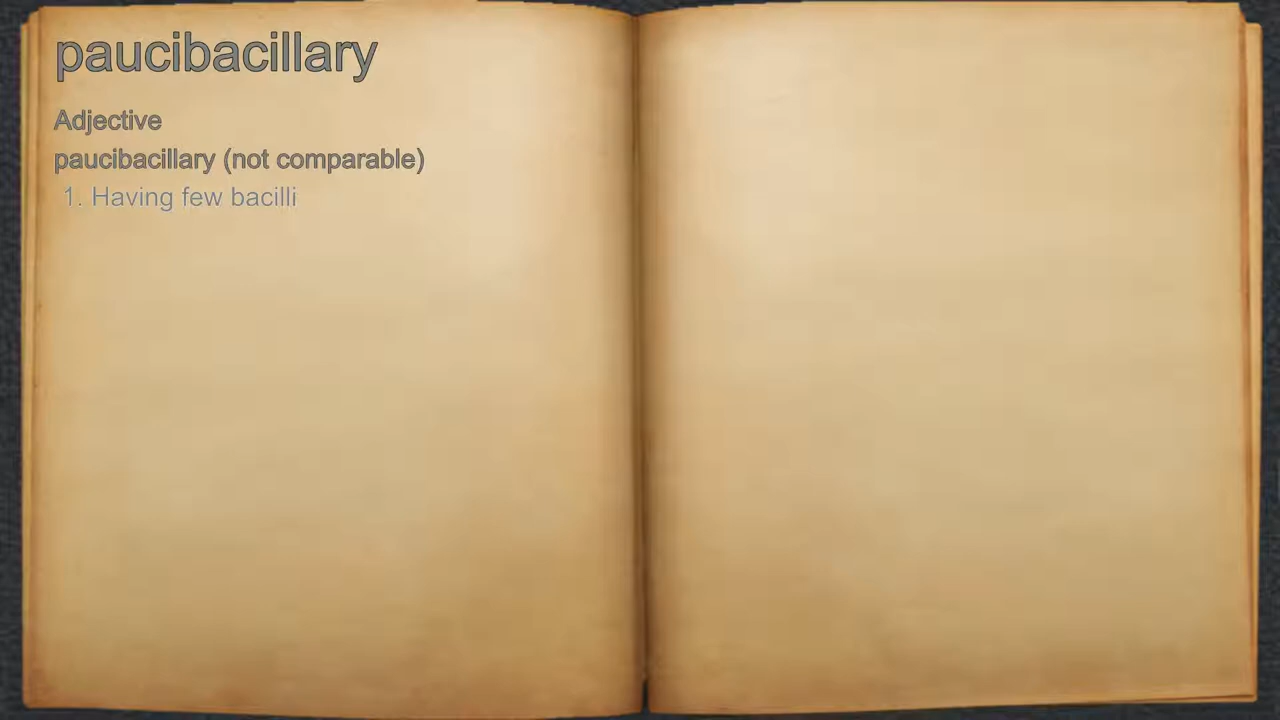 paucibacillary
Adjective
paucibacillary (not comparable)
1. Having few bacilli